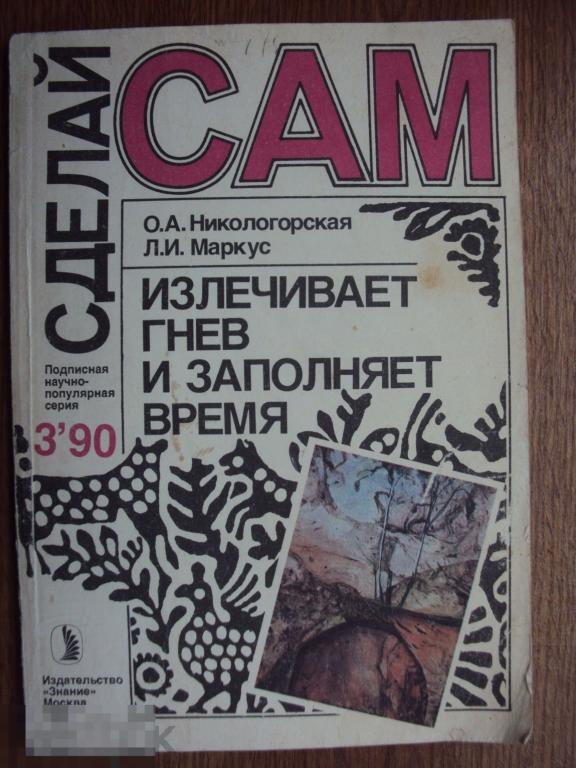 СДЕЛАЙ
САМ
О.А. Никологорская
Л.И. Маркус
ИЗЛЕЧИВАЕТ
ГНЕВ
И ЗАПОЛНЯЕТ
ВРЕМЯ
Подписная
научно-
популярная
серия
3'90
Издательство
«Знание»
Москва